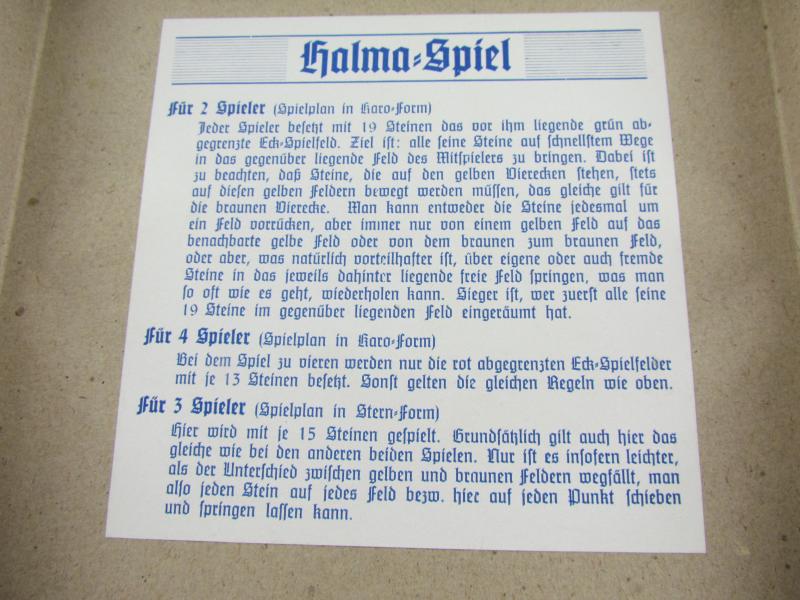 Halma-Spiel
Für 2 Spieler (Spielplan in Karo-Form)
Jeder Spieler besetzt mit 19 Steinen das vor ihm liegende grün ab-
gegrenzte Eck-Spielfeld. Ziel ist: alle seine Steine auf schnellstem Wege
in das gegenüber liegende Feld des Mitspielers zu bringen. Dabei ist
zu beachten, daß Steine, die auf den gelben Vierecken stehen, stets
auf diesen gelben Feldern bewegt werden müssen, das gleiche gilt für
die braunen Vierecke. Man kann entweder die Steine jedesmal um
ein Feld vorrücken, aber immer nur von einem gelben Feld auf das
benachbarte gelbe Feld oder von dem braunen zum braunen Feld,
oder aber, was natürlich vorteilhafter ist, über eigene oder auch fremde
Steine in das jeweils dahinter liegende freie Feld springen, was man
so oft wie es geht, wiederholen kann. Sieger ist, wer zuerst alle seine
19 Steine im gegenüber liegenden Feld eingeräumt hat.
Für 4 Spieler (Spielplan in Karo-Form)
Bei dem Spiel zu vieren werden nur die rot abgegrenzten Eck-Spielfelder
mit je 13 Steinen besetzt. Sonst gelten die gleichen Regeln wie oben.
Für 3 Spieler (Spielplan in Stern-Form)
Hier wird mit je 15 Steinen gespielt. Grundsätzlich gilt auch hier das
gleiche wie bei den anderen beiden Spielen. Nur ist es insofern leichter,
als der Unterschied zwischen gelben und braunen Feldern wegfällt, man
also jeden Stein auf jedes Feld bezw. hier auf jeden Punkt schieben
und springen lassen kann.